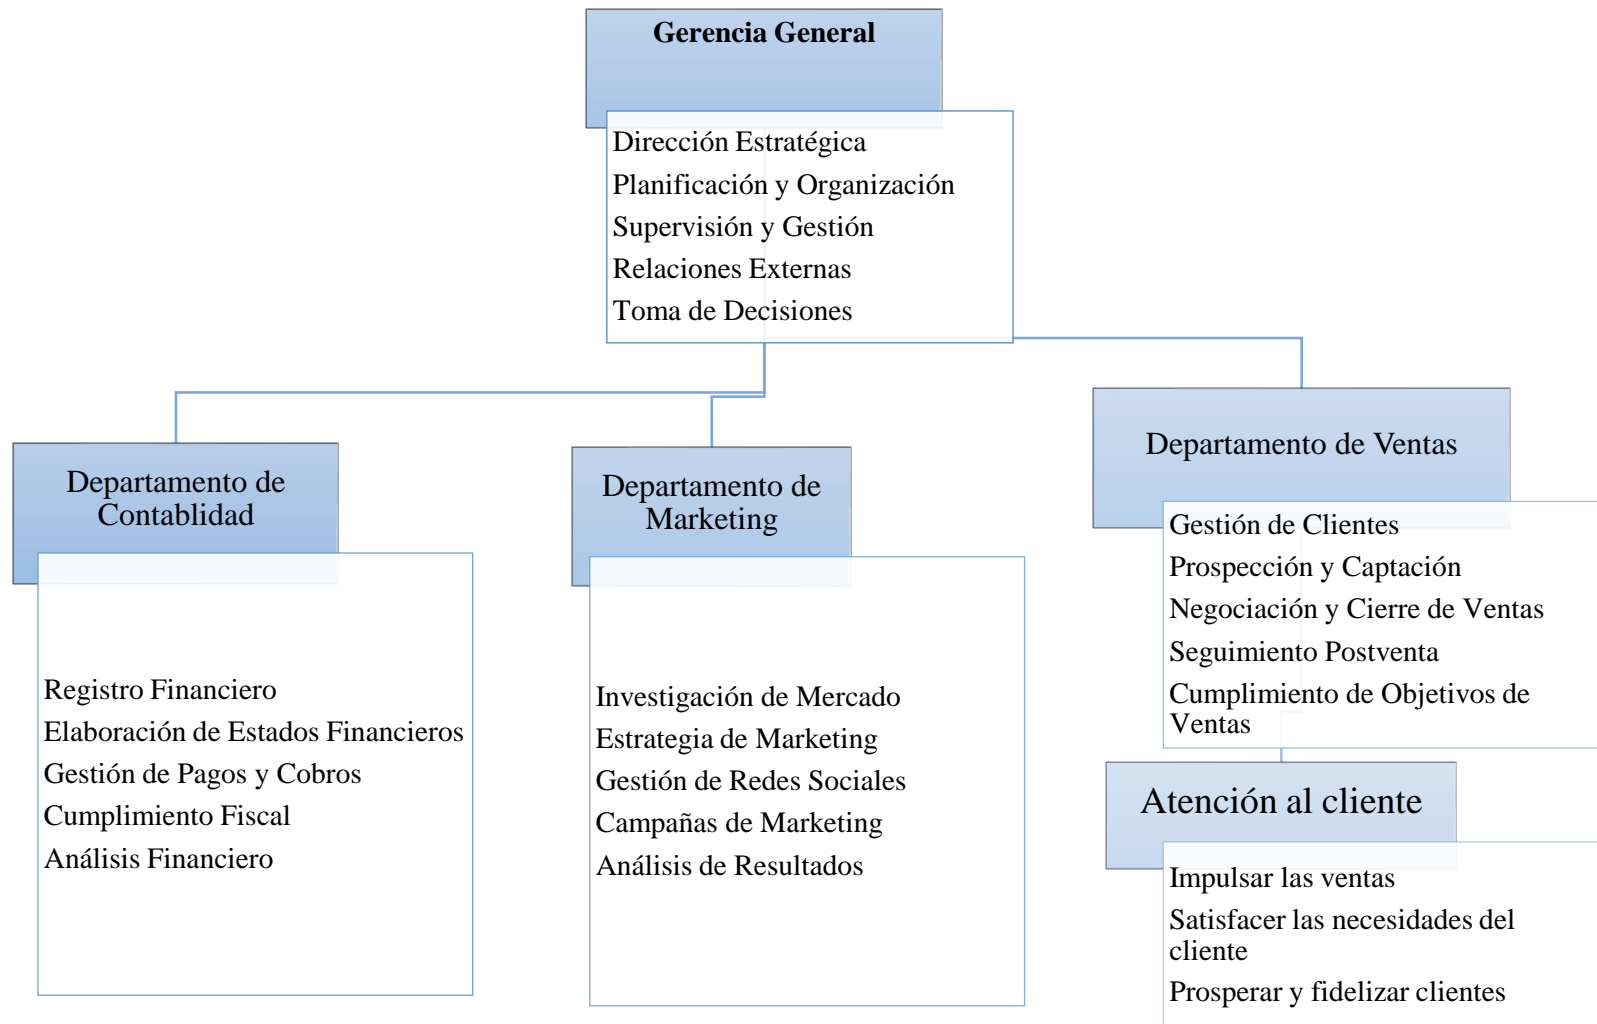 Gerencia General
Dirección Estratégica
Planificación y Organización
Supervisión y Gestión
Relaciones Externas
Toma de Decisiones
Departamento de
Contablidad
Registro Financiero
Elaboración de Estados Financieros
Gestión de Pagos y Cobros
Cumplimiento Fiscal
Análisis Financiero
Departamento de
Marketing
Investigación de Mercado
Estrategia de Marketing
Gestión de Redes Sociales
Campañas de Marketing
Análisis de Resultados
Departamento de Ventas
Gestión de Clientes
Prospección y Captación
Negociación y Cierre de Ventas
Seguimiento Postventa
Cumplimiento de Objetivos de
Ventas
Atención al cliente
Impulsar las ventas
Satisfacer las necesidades del
cliente
Prosperar y fidelizar clientes